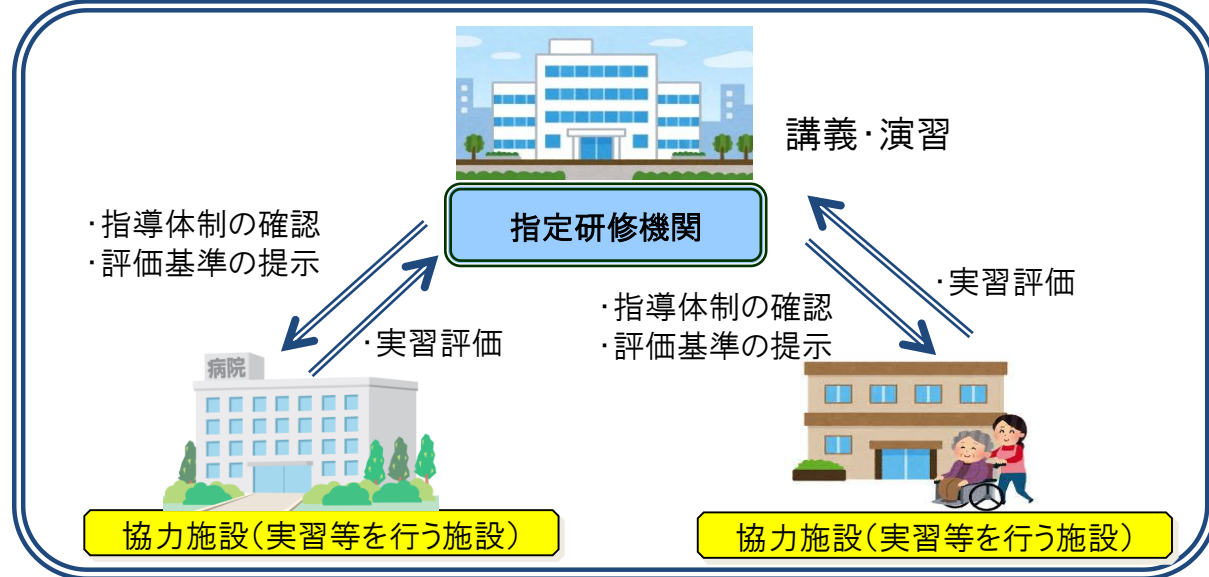 講義・演習
指定研修機関
・指導体制の確認
・評価基準の提示
・実習評価
・指導体制の確認
・評価基準の提示
・実習評価
病院
協力施設(実習等を行う施設)
協力施設(実習等を行う施設)